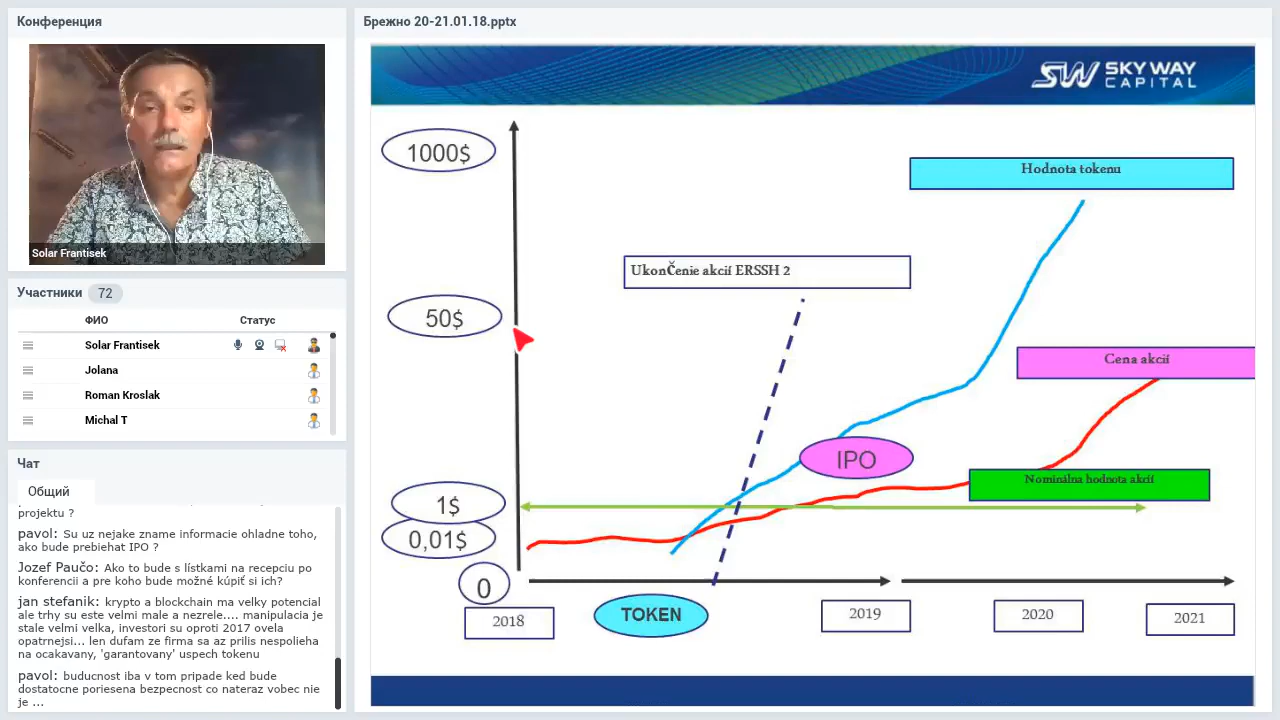 Конференция
Solar Frantisek
Участники 72
ФИО Статус
Solar Frantisek
Jolana
Roman Kroslak
Michal T
Чат
Общий
projektu ?
pavol: Su uz nejake zname informacie ohladne toho,
ako bude prebiehat IPO ?
Jozef Paučo: Ako to bude s lístkami na recepciu po
konferencii a pre koho bude možné kúpiť si ich?
jan stefanik: krypto a blockchain ma velky potencial
ale trhy su este velmi male a nezrele.... manipulacia je
stale velmi velka, investori su oproti 2017 ovela
opatrnejsi... len dufam ze firma sa az prilis nespolieha
na ocakavany, 'garantovany' uspech tokenu
pavol: buducnost iba v tom pripade ked bude
dostatocne poriesena bezpecnost co nateraz vobec nie
je ...
Брежно 20-21.01.18.pptx
SW SKY WAY
CAPITAL
1000$
Hodnota tokenu
UkonČenie akcií ERSSH 2
50$
Cena akcií
IPO
Nominálna hodnota akcií
1$
0,01$
0
TOKEN
2018
2019
2020
2021